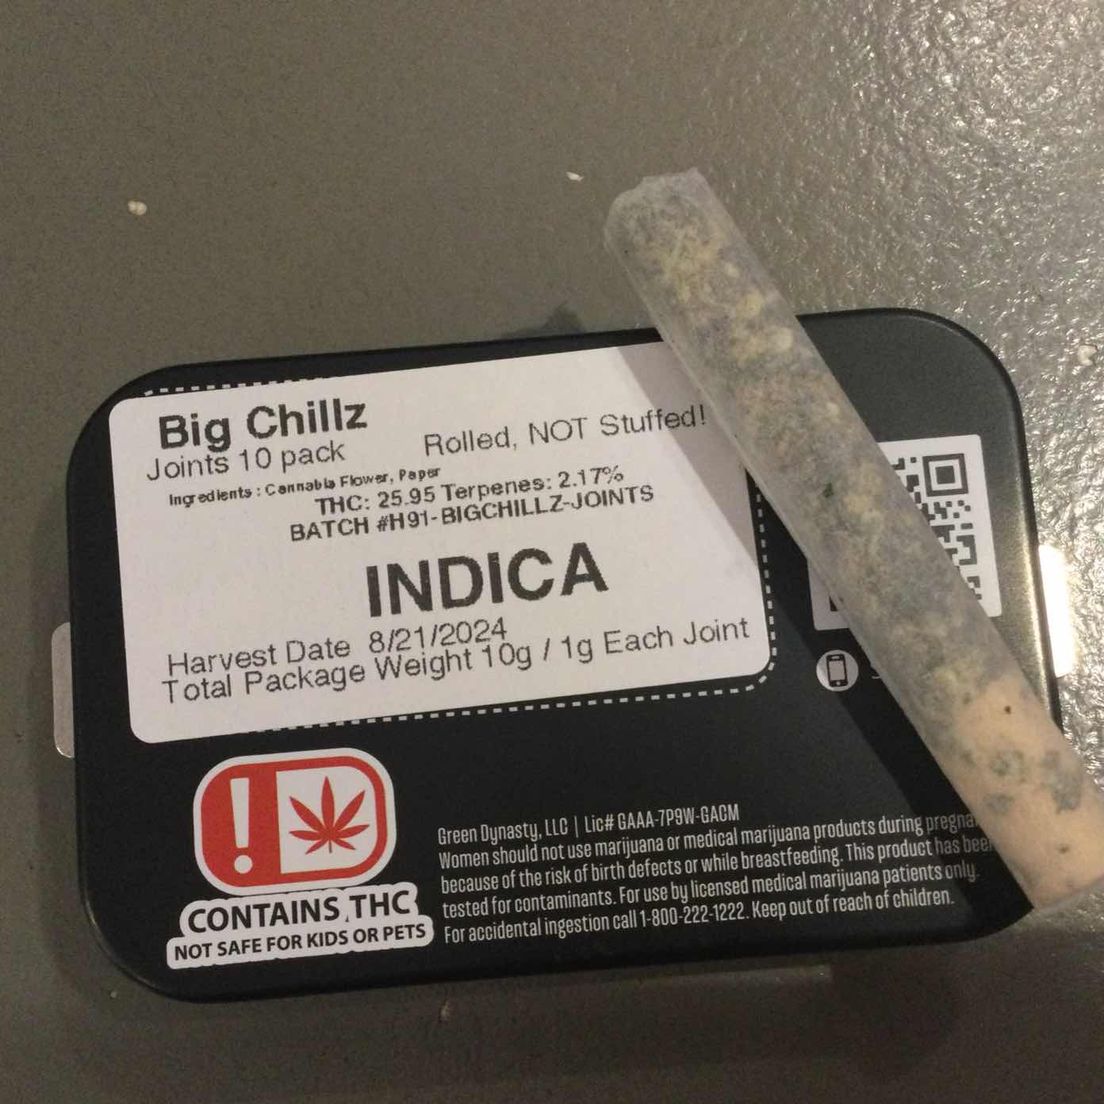 Big Chillz
Joints 10 pack
Rolled, NOT Stuffed!
Ingredients : Cannabis Flower, Paper
THC: 25.95 Terpenes: 2.17%
BATCH #H91-BIGCHILLZ-JOINTS
INDICA
Harvest Date 8/21/2024
Total Package Weight 10g / 1g Each Joint
CONTAINS THC
NOT SAFE FOR KIDS OR PETS
Green Dynasty, LLC | Lic# GAAA-7P9W-GACM
Women should not use marijuana or medical marijuana products during
because of the risk of birth defects or while breastfeeding. This product has been
tested for contaminants. For use by licensed medical marijuana patients only.
For accidental ingestion call 1-800-222-1222. Keep out of reach of children.